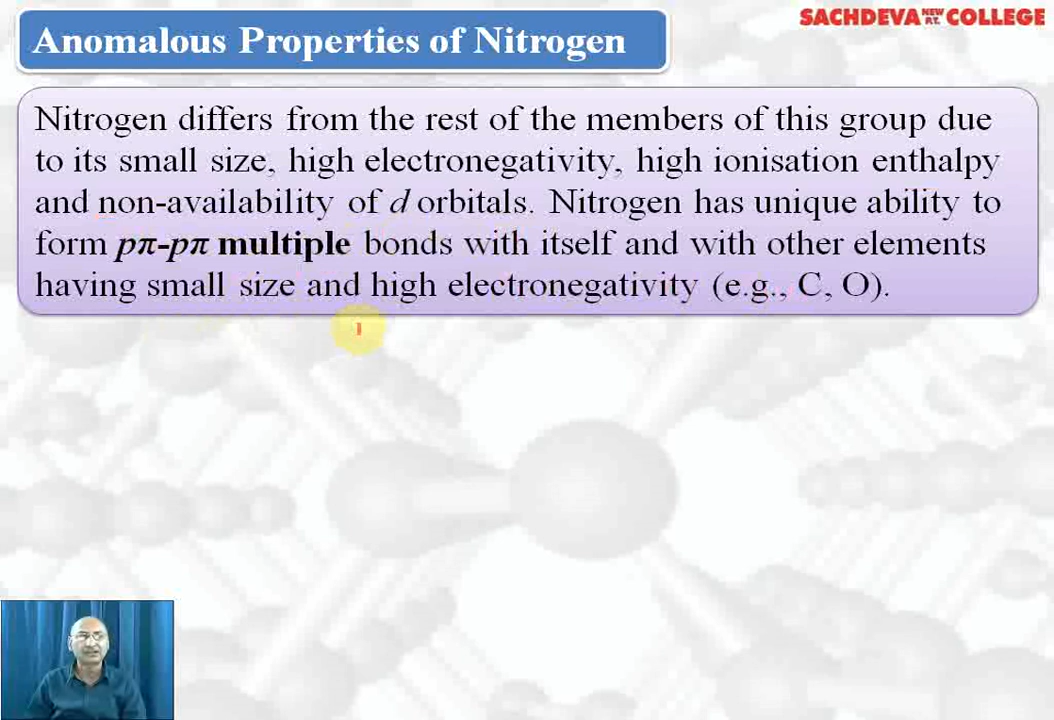 Anomalous Properties of Nitrogen
SACHDEVA NEW P.T. COLLEGE
Nitrogen differs from the rest of the members of this group due
to its small size, high electronegativity, high ionisation enthalpy
and non-availability of d orbitals. Nitrogen has unique ability to
form pπ-pπ multiple bonds with itself and with other elements
having small size and high electronegativity (e.g., C, O).